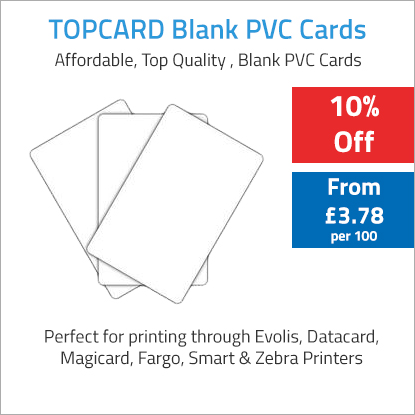 TOPCARD Blank PVC Cards
Affordable, Top Quality , Blank PVC Cards
10%
Off
From
£3.78
per 100
Perfect for printing through Evolis, Datacard,
Magicard, Fargo, Smart & Zebra Printers